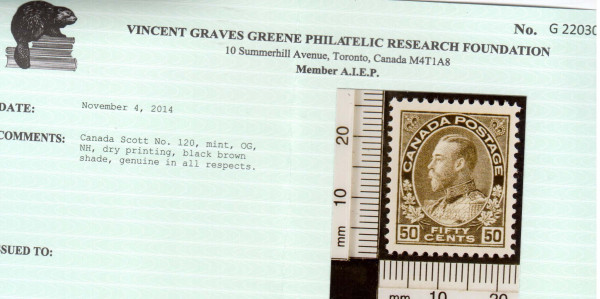 VINCENT GRAVES GREENE PHILATELIC RESEARCH FOUNDATION
No. G 22030
10 Summerhill Avenue, Toronto, Canada M4T1A8
Member A.I.E.P.
DATE: November 4, 2014
COMMENTS: Canada Scott No. 120, mint, OG,
NH, dry printing, black brown
shade, genuine in all respects.
SSUED TO:
mm 10 20
CANADA POSTAGE
50 FIFTY CENTS 50
mm 10 20